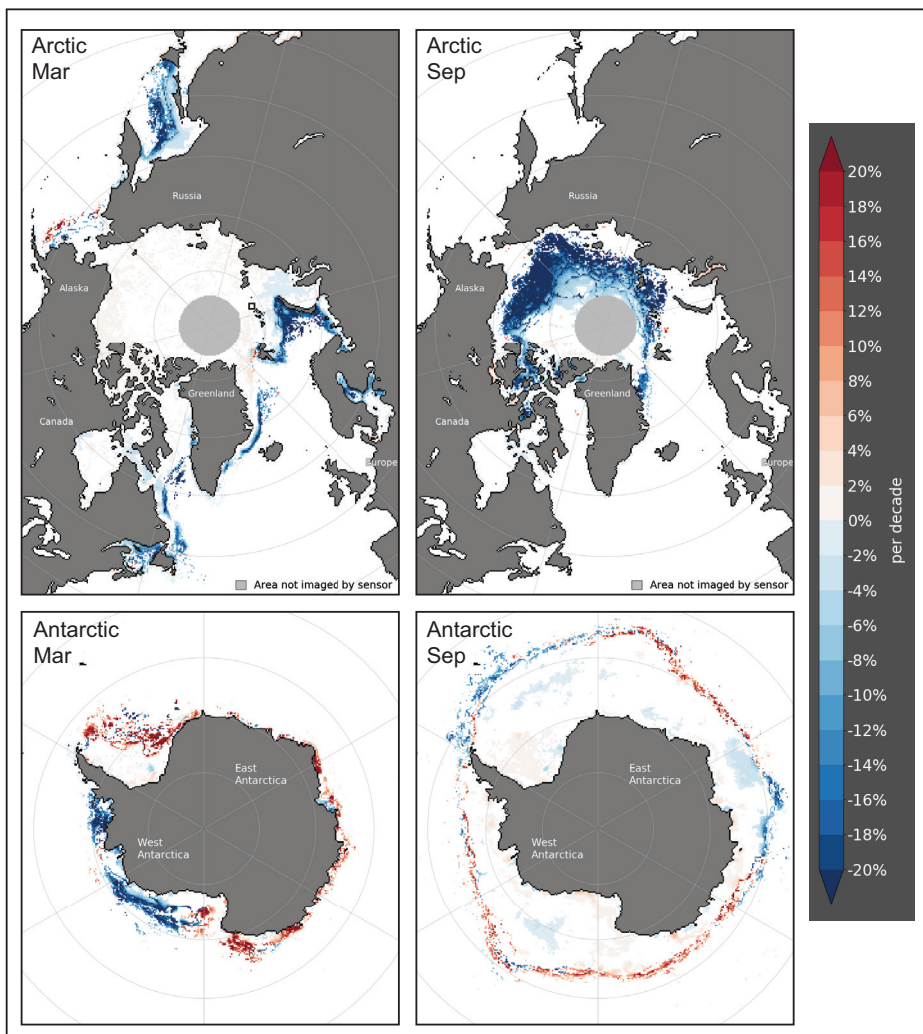 Arctic
Mar
Russia
Alaska
Greenland
Canada
Europe
Area not imaged by sensor
Arctic
Sep
Russia
Alaska
Greenland
Canada
Europe
Area not imaged by sensor
Antarctic
Mar
East
Antarctica
West
Antarctica
Antarctic
Sep
East
Antarctica
West
Antarctica
20%
18%
16%
14%
12%
10%
8%
6%
4%
2%
0%
-2%
-4%
-6%
-8%
-10%
-12%
-14%
-16%
-18%
-20%
per decade